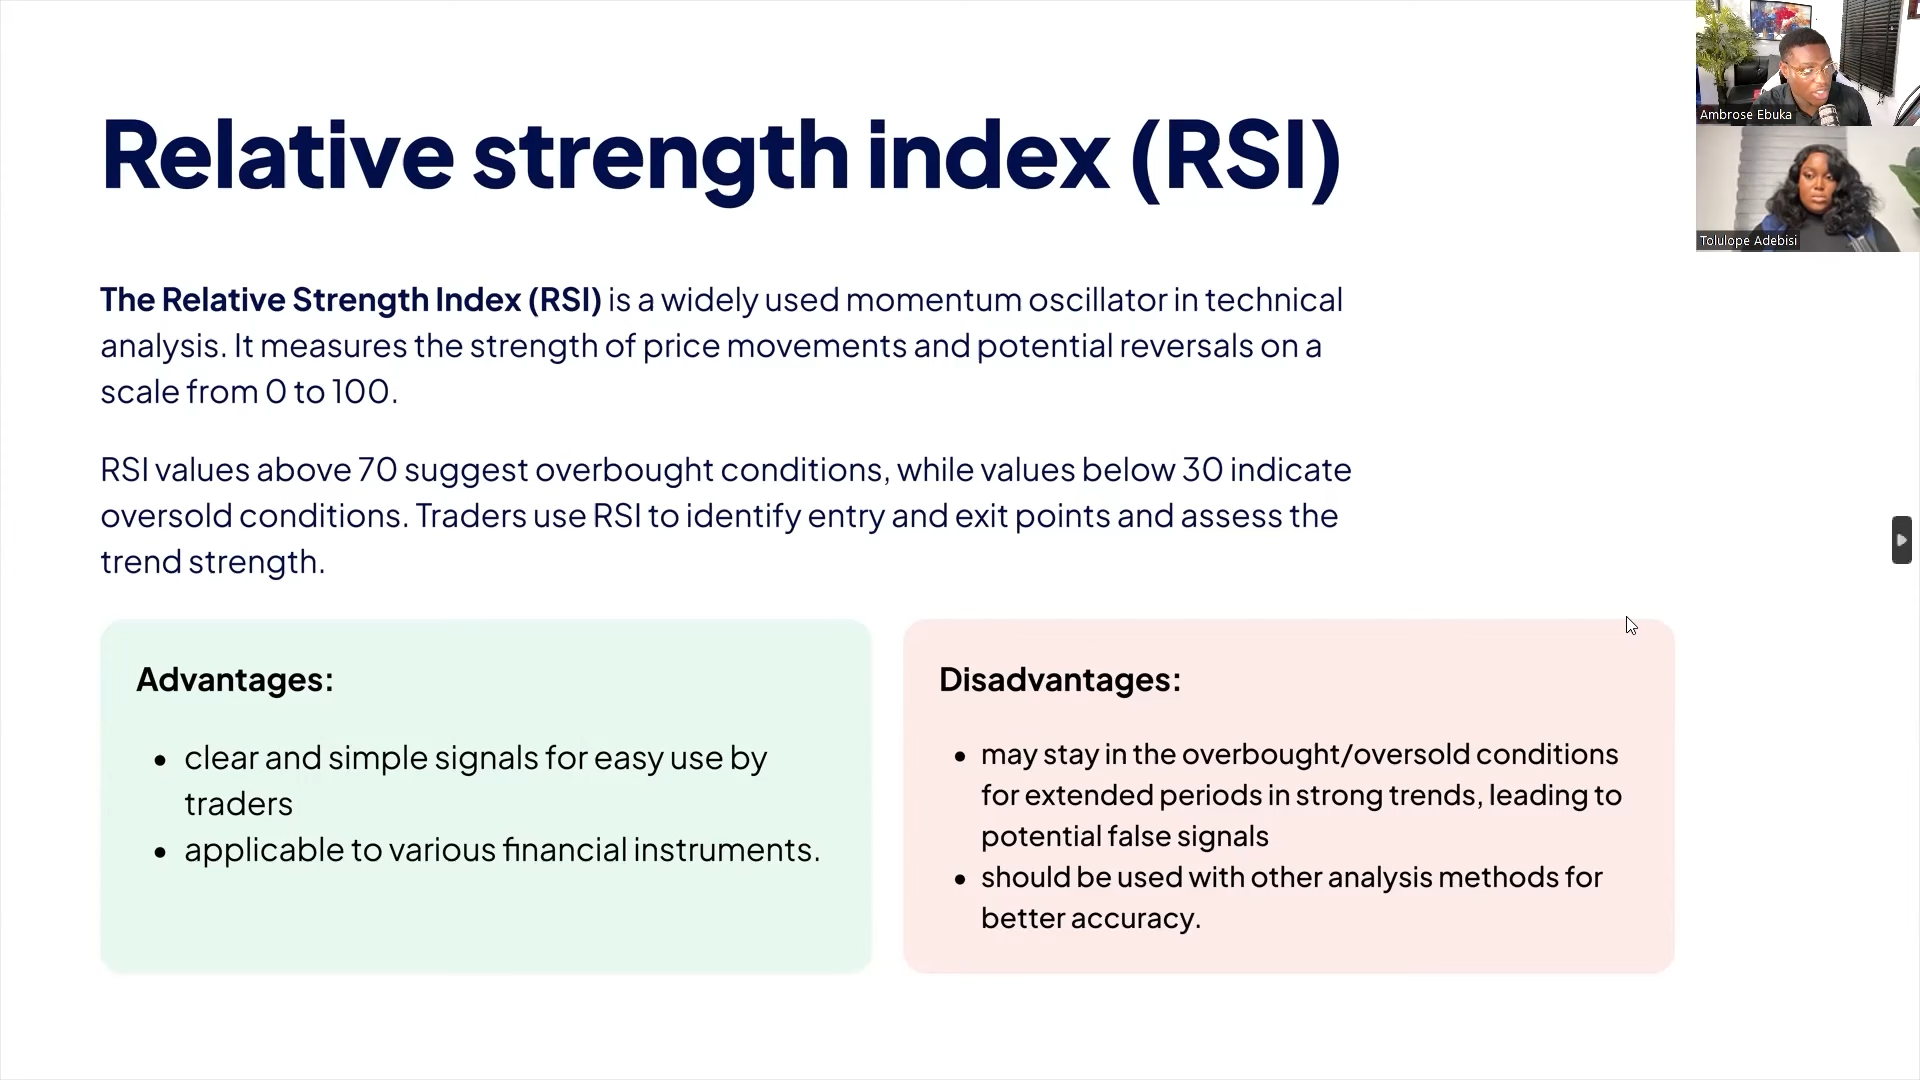 Relative strength index (RSI)
The Relative Strength Index (RSI) is a widely used momentum oscillator in technical
analysis. It measures the strength of price movements and potential reversals on a
scale from 0 to 100.
RSI values above 70 suggest overbought conditions, while values below 30 indicate
oversold conditions. Traders use RSI to identify entry and exit points and assess the
trend strength.
Advantages:
• clear and simple signals for easy use by
traders
• applicable to various financial instruments.
Disadvantages:
• may stay in the overbought/oversold conditions
for extended periods in strong trends, leading to
potential false signals
• should be used with other analysis methods for
better accuracy.
Ambrose Ebuka
Tolulope Adebisi